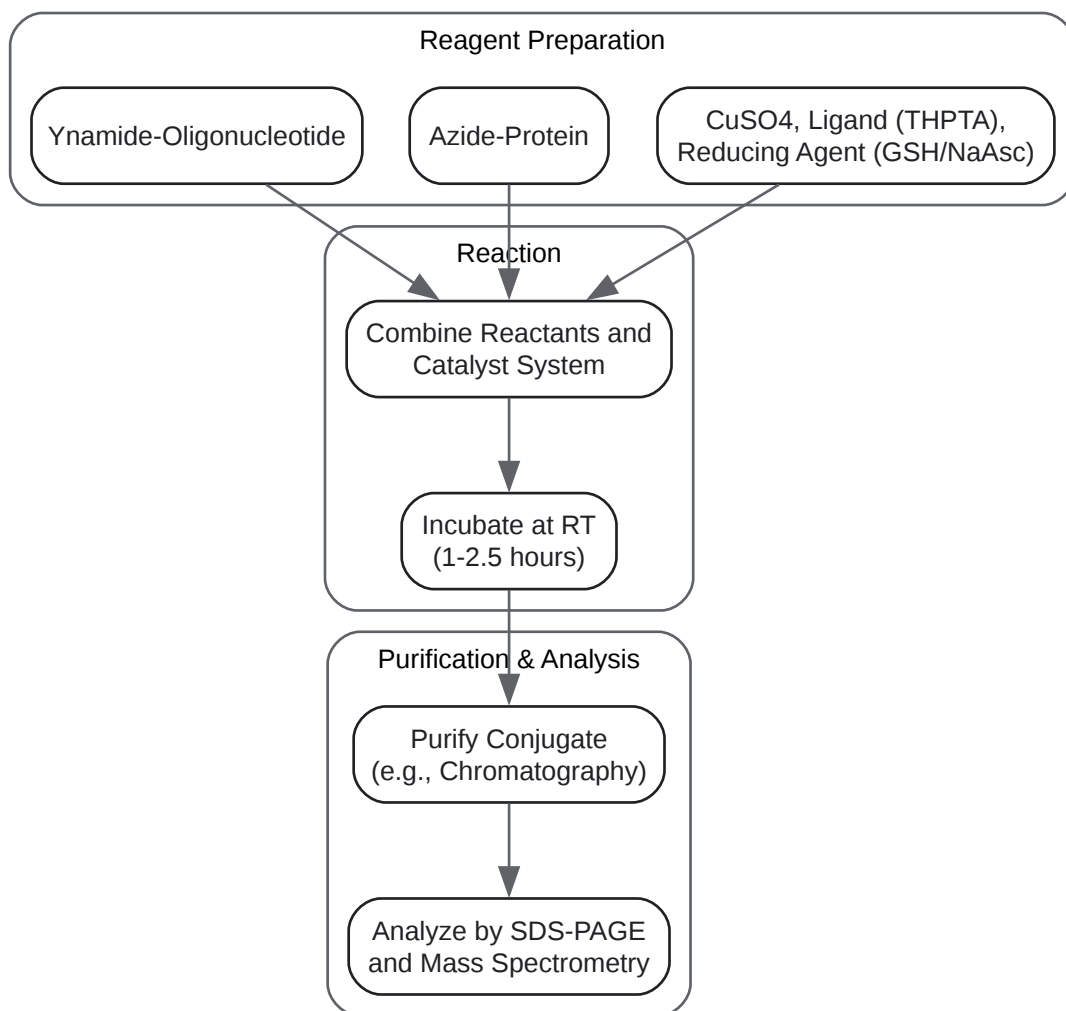 Reagent Preparation
Ynamide-Oligonucleotide
Azide-Protein
CuSO4, Ligand (THPTA),
Reducing Agent (GSH/NaAsc)
Reaction
Combine Reactants and
Catalyst System
Incubate at RT
(1-2.5 hours)
Purification & Analysis
Purify Conjugate
(e.g., Chromatography)
Analyze by SDS-PAGE
and Mass Spectrometry